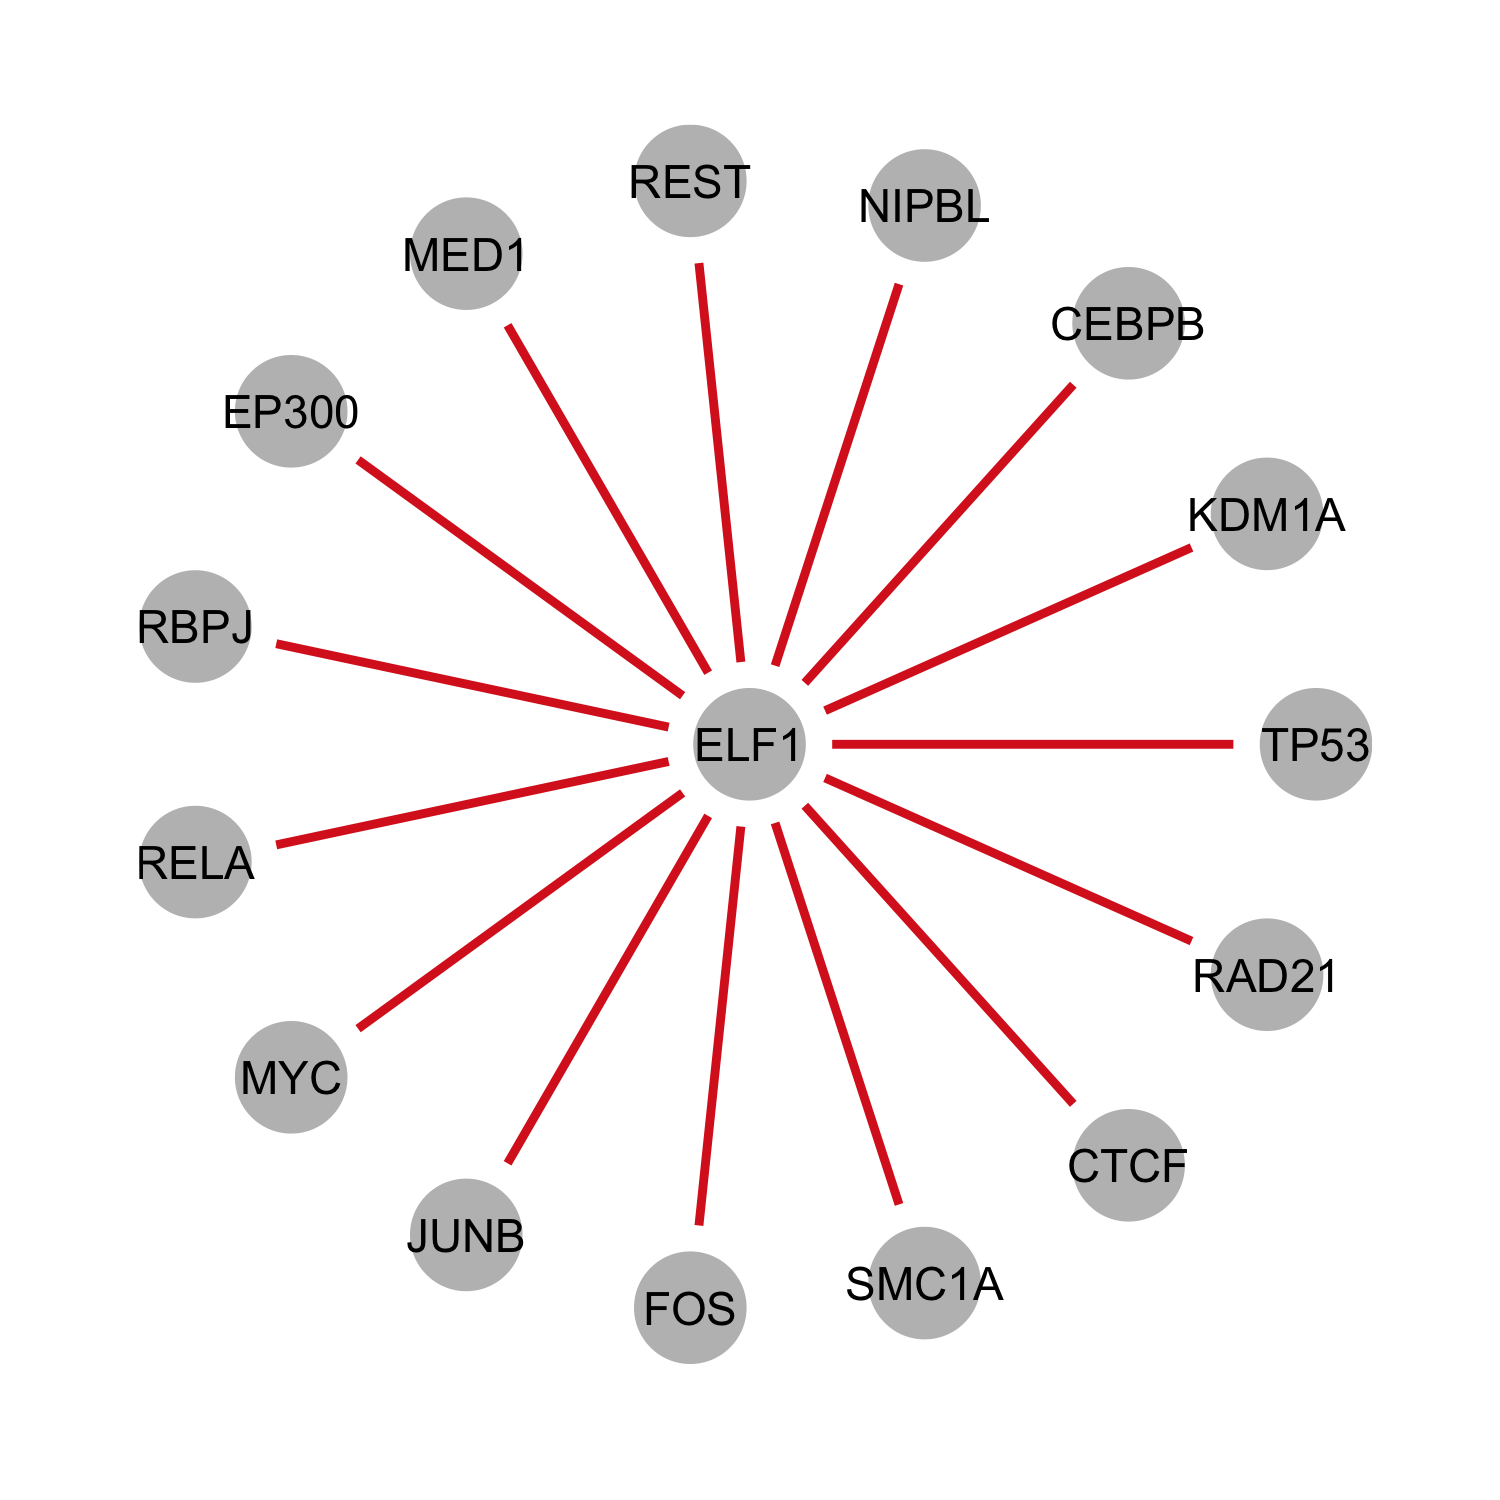 REST
NIPBL
MED1
CEBPB
EP300
KDM1A
RBPJ
ELF1
TP53
RELA
RAD21
MYC
CTCF
JUNB
SMC1A
FOS